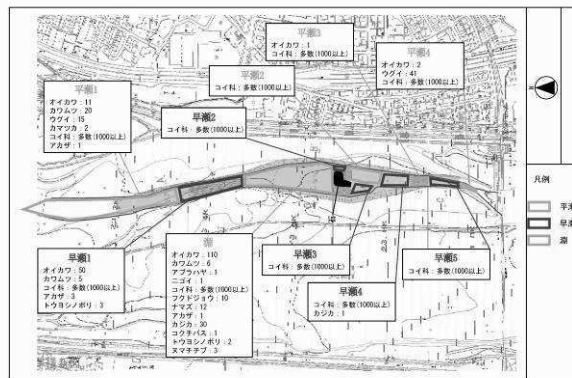 平瀬3
オイカワ : 1
コイ科 : 多数(1000以上)
平瀬4
オイカワ : 2
ウグイ : 41
コイ科 : 多数(1000以上)
平瀬2
コイ科 : 多数(1000以上)
平瀬1
オイカワ : 11
カワムツ : 20
ウグイ : 15
カマツカ : 2
コイ科 : 多数(1000以上)
アカザ : 1
早瀬2
コイ科 : 多数(1000以上)
早瀬1
オイカワ : 50
カワムツ : 5
コイ科 : 多数(1000以上)
アカザ : 3
トウヨシノボリ : 3
淵
オイカワ : 110
カワムツ : 6
アブラハヤ : 1
ニゴイ : 1
コイ科 : 多数(1000以上)
フクドジョウ : 10
ナマズ : 12
アカザ : 1
カジカ : 30
コクチバス : 1
トウヨシノボリ : 2
ヌマチチブ : 3
早瀬3
コイ科 : 多数(1000以上)
早瀬4
コイ科 : 多数(1000以上)
カジカ : 1
早瀬5
コイ科 : 多数(1000以上)
凡例
平瀬
早瀬
淵